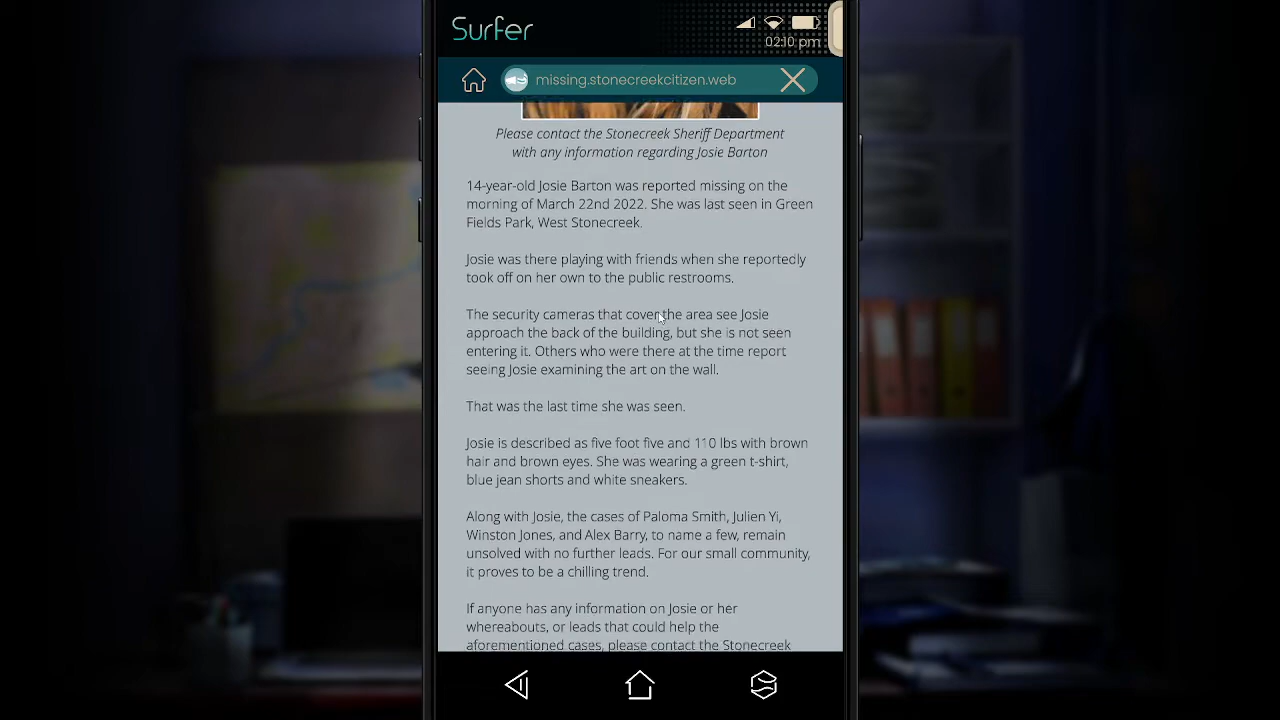 Surfer
02:10 pm
missing.stonecreekcitizen.web
Please contact the Stonecreek Sheriff Department
with any information regarding Josie Barton
14-year-old Josie Barton was reported missing on the
morning of March 22nd 2022. She was last seen in Green
Fields Park, West Stonecreek.
Josie was there playing with friends when she reportedly
took off on her own to the public restrooms.
The security cameras that cover the area see Josie
approach the back of the building, but she is not seen
entering it. Others who were there at the time report
seeing Josie examining the art on the wall.
That was the last time she was seen.
Josie is described as five foot five and 110 lbs with brown
hair and brown eyes. She was wearing a green t-shirt,
blue jean shorts and white sneakers.
Along with Josie, the cases of Paloma Smith, Julien Yi,
Winston Jones, and Alex Barry, to name a few, remain
unsolved with no further leads. For our small community,
it proves to be a chilling trend.
If anyone has any information on Josie or her
whereabouts, or leads that could help the
aforementioned cases, please contact the Stonecreek